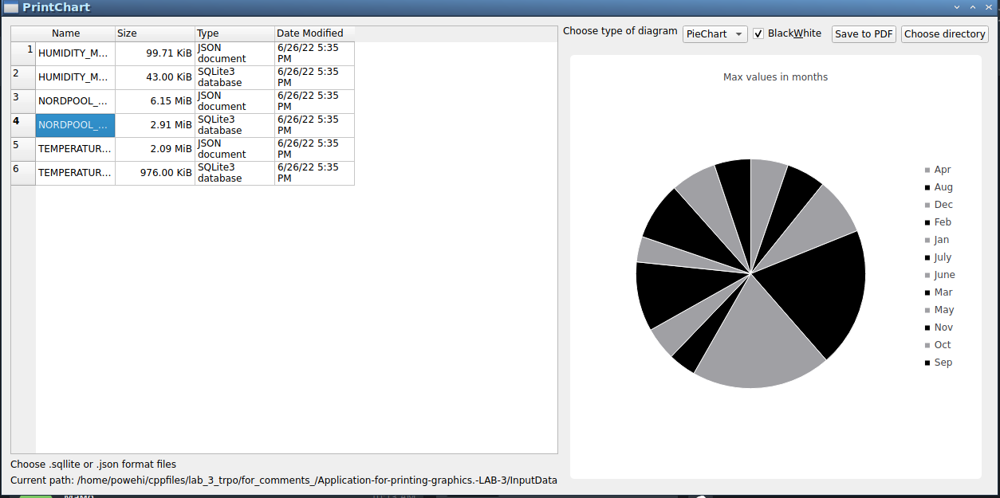 PrintChart
Name Size Type Date Modified
1 HUMIDITY_M... 99.71 KiB JSON document 6/26/22 5:35 PM
2 HUMIDITY_M... 43.00 KiB SQLite3 database 6/26/22 5:35 PM
3 NORDPOOL_... 6.15 MiB JSON document 6/26/22 5:35 PM
4 NORDPOOL_... 2.91 MiB SQLite3 database 6/26/22 5:35 PM
5 TEMPERATUR... 2.09 MiB JSON document 6/26/22 5:35 PM
6 TEMPERATUR... 976.00 KiB SQLite3 database 6/26/22 5:35 PM
Choose .sqllite or .json format files
Current path: /home/powehi/cppfiles/lab_3_trpo/for_comments_/Application-for-printing-graphics.-LAB-3/InputData
Choose type of diagram PieChart BlackWhite Save to PDF Choose directory
Max values in months
Apr
Aug
Dec
Feb
Jan
July
June
Mar
May
Nov
Oct
Sep